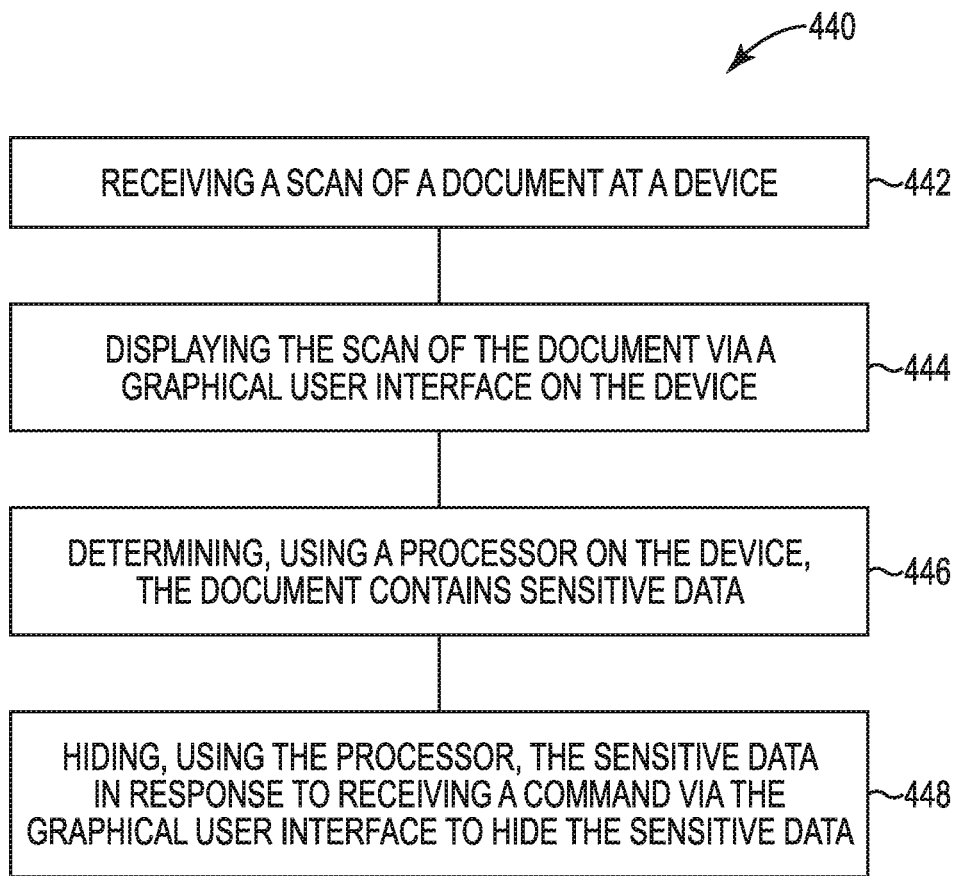 440
RECEIVING A SCAN OF A DOCUMENT AT A DEVICE
442
DISPLAYING THE SCAN OF THE DOCUMENT VIA A
GRAPHICAL USER INTERFACE ON THE DEVICE
444
DETERMINING, USING A PROCESSOR ON THE DEVICE,
THE DOCUMENT CONTAINS SENSITIVE DATA
446
HIDING, USING THE PROCESSOR, THE SENSITIVE DATA
IN RESPONSE TO RECEIVING A COMMAND VIA THE
GRAPHICAL USER INTERFACE TO HIDE THE SENSITIVE DATA
448